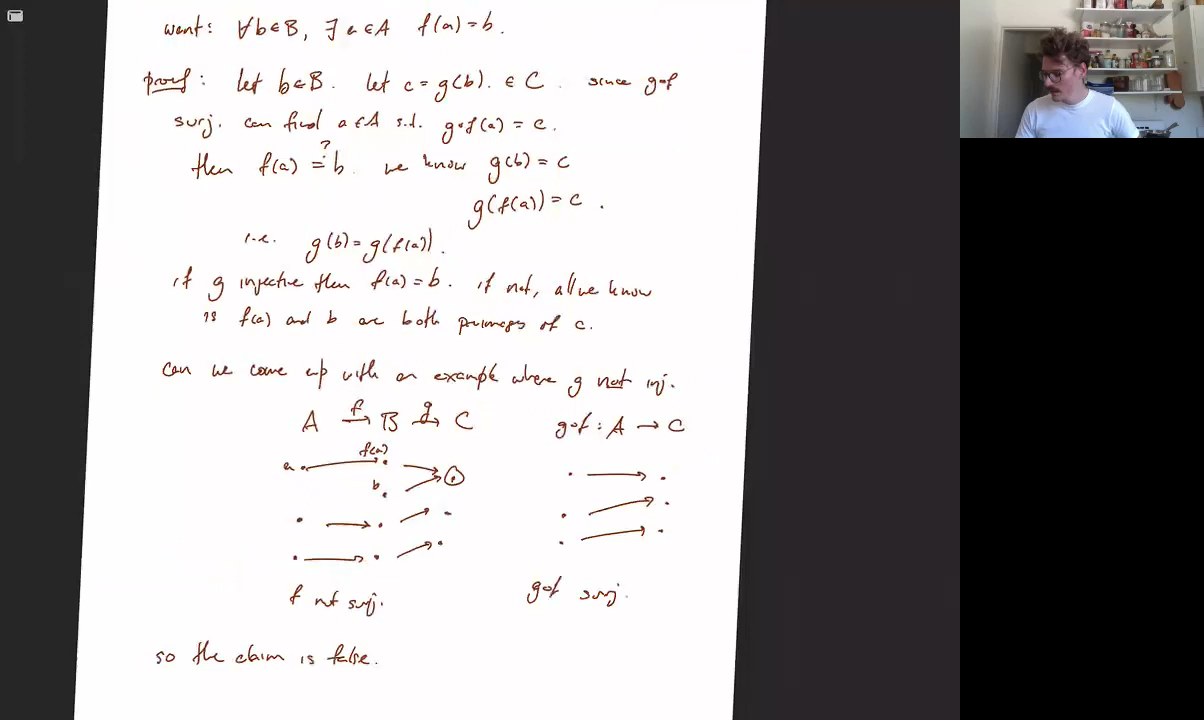 want: ∀b∈B, ∃ a∈A f(a)=b.
proof: let b∈B. let c=g(b). ∈ C. since g∘f
surj. can find a∈A s.t. g∘f(a)=c.
then f(a) =? b. we know g(b)=c
g(f(a))=c.
i.e. g(b)=g(f(a)).
if g injective then f(a)=b. if not, all we know
is f(a) and b are both preimages of c.
can we come up with an example where g not inj.
A →f B →g C g∘f: A → C
a f(a)
b
f not surj. g∘f surj.
so the claim is false.